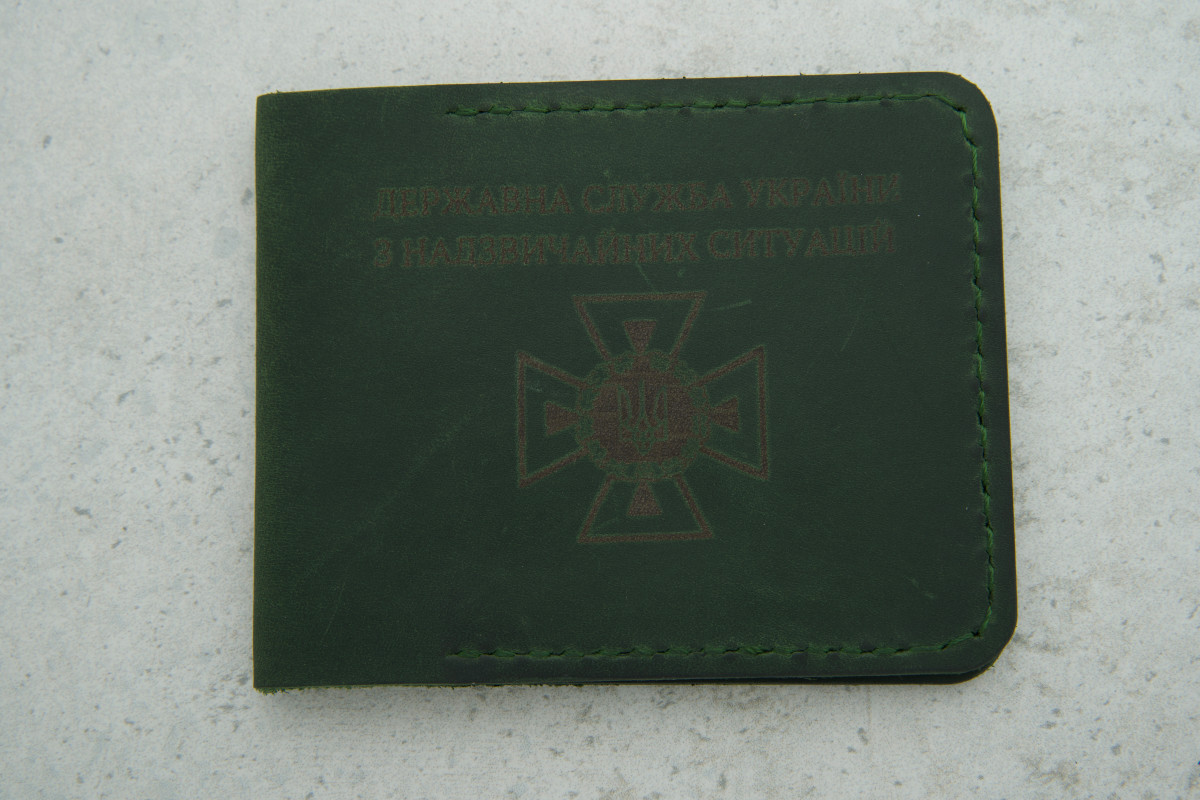 ДЕРЖАВНА СЛУЖБА УКРАЇНИ
З НАДЗВИЧАЙНИХ СИТУАЦІЙ